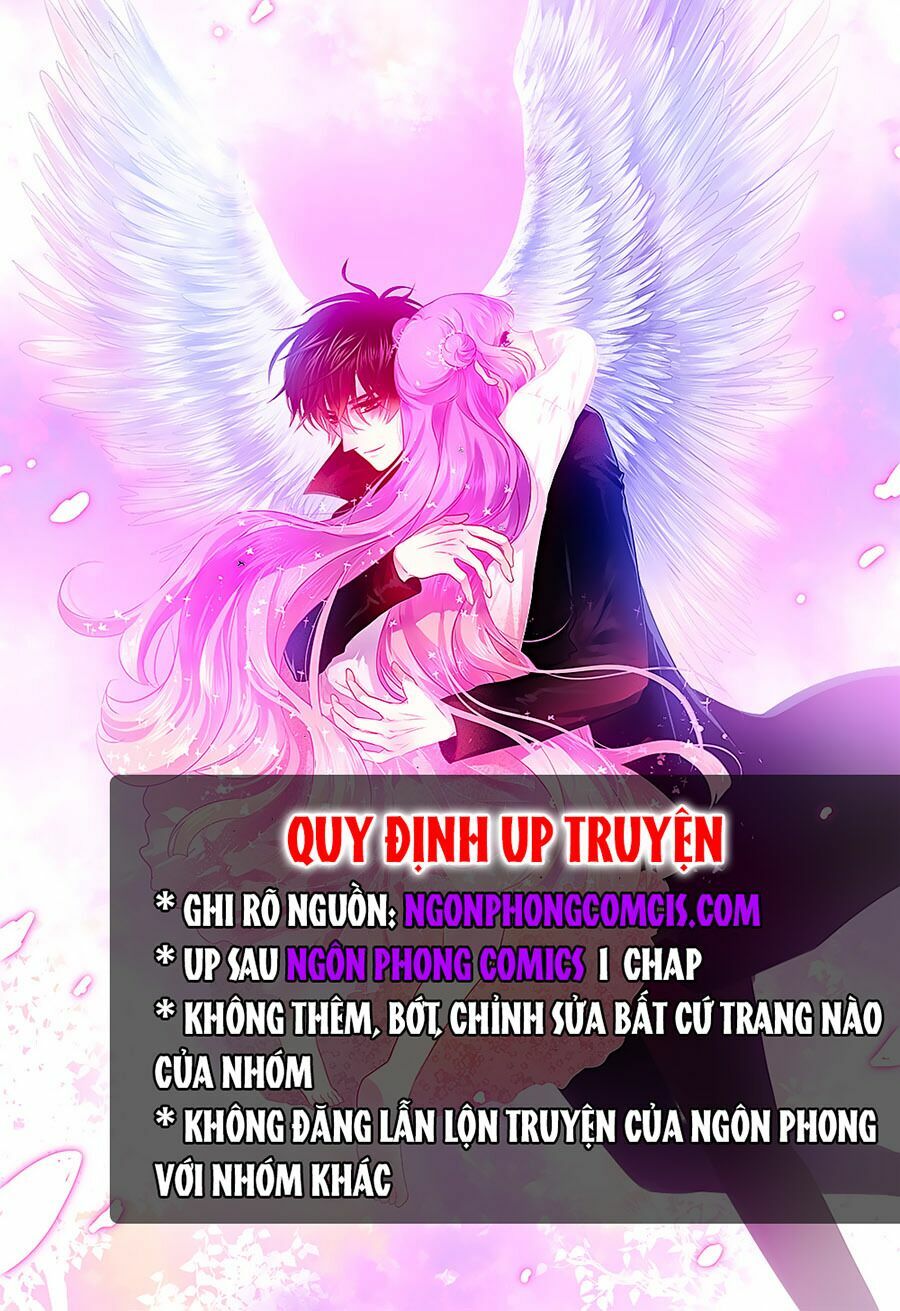 QUY ĐỊNH UP TRUYỆN
* GHI RÕ NGUỒN: NGONPHONGCOMCIS.COM
* UP SAU NGÔN PHONG COMICS 1 CHAP
* KHÔNG THÊM, BỚT, CHỈNH SỬA BẤT CỨ TRANG NÀO
CỦA NHÓM
* KHÔNG ĐĂNG LẪN LỘN TRUYỆN CỦA NGÔN PHONG
VỚI NHÓM KHÁC